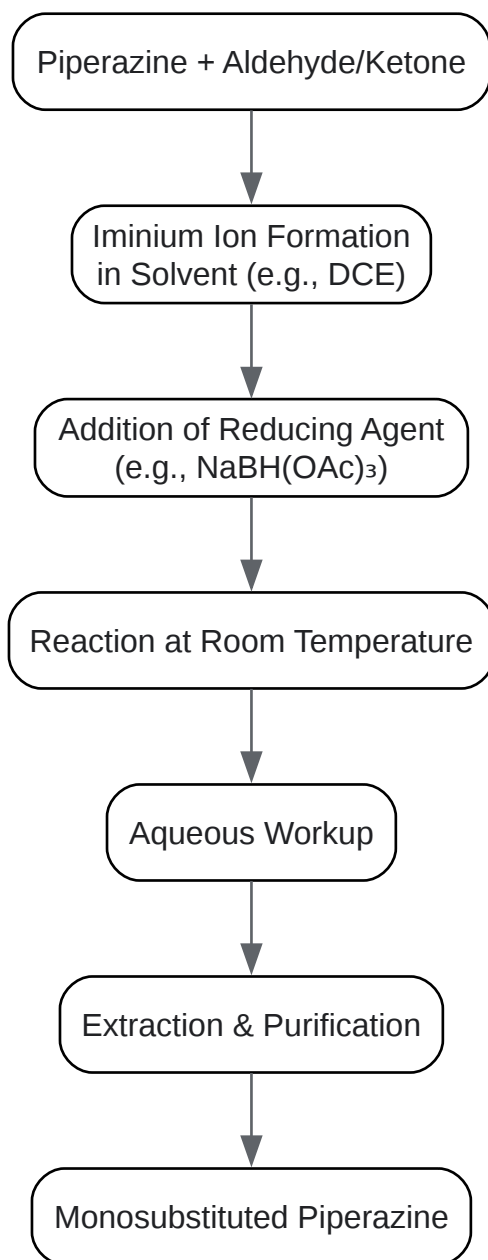 Piperazine + Aldehyde/Ketone
Iminium Ion Formation
in Solvent (e.g., DCE)
Addition of Reducing Agent
(e.g., NaBH(OAc)₃)
Reaction at Room Temperature
Aqueous Workup
Extraction & Purification
Monosubstituted Piperazine